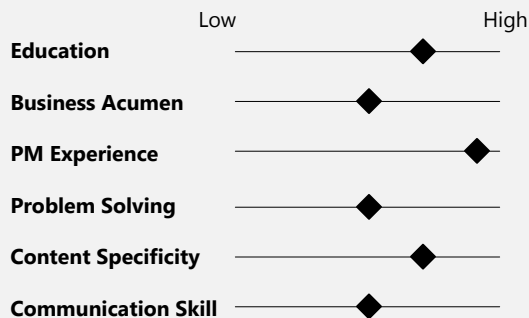 Low High
Education
Business Acumen
PM Experience
Problem Solving
Content Specificity
Communication Skill